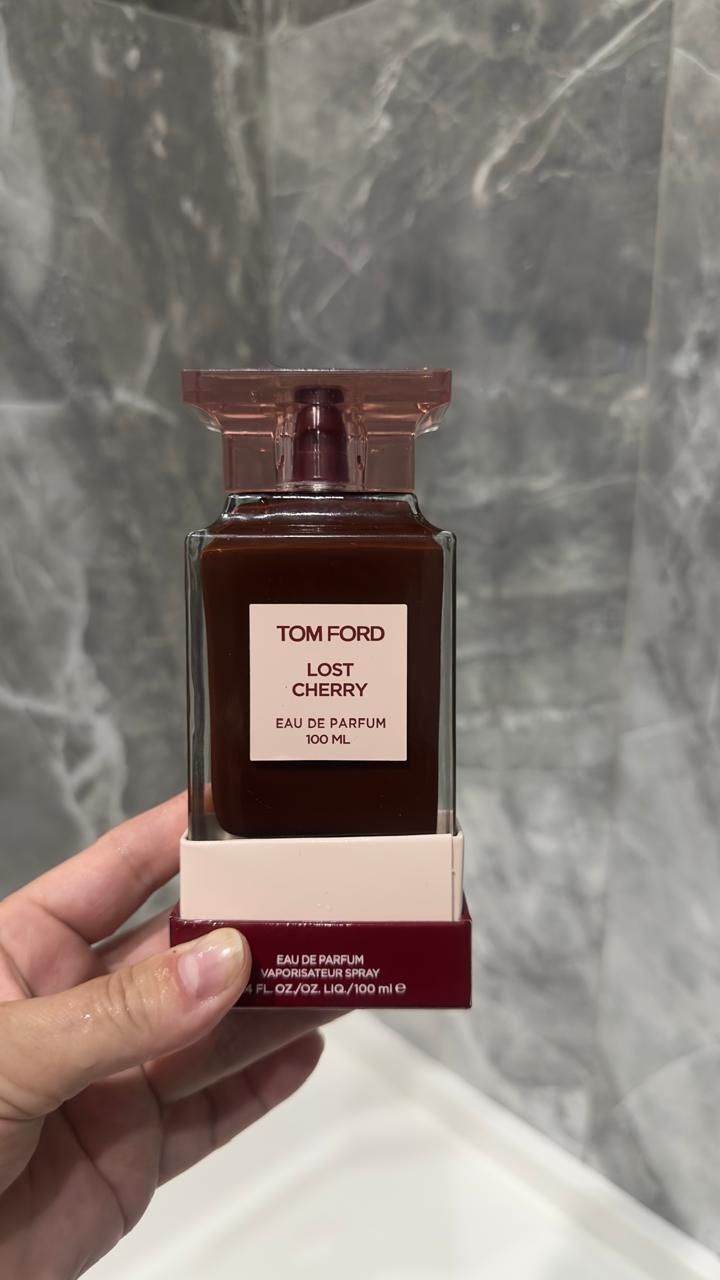 TOM FORD
LOST
CHERRY
EAU DE PARFUM
100 ML
EAU DE PARFUM
VAPORISATEUR SPRAY
4 FL. OZ./OZ. LIQ./100 ml ℮